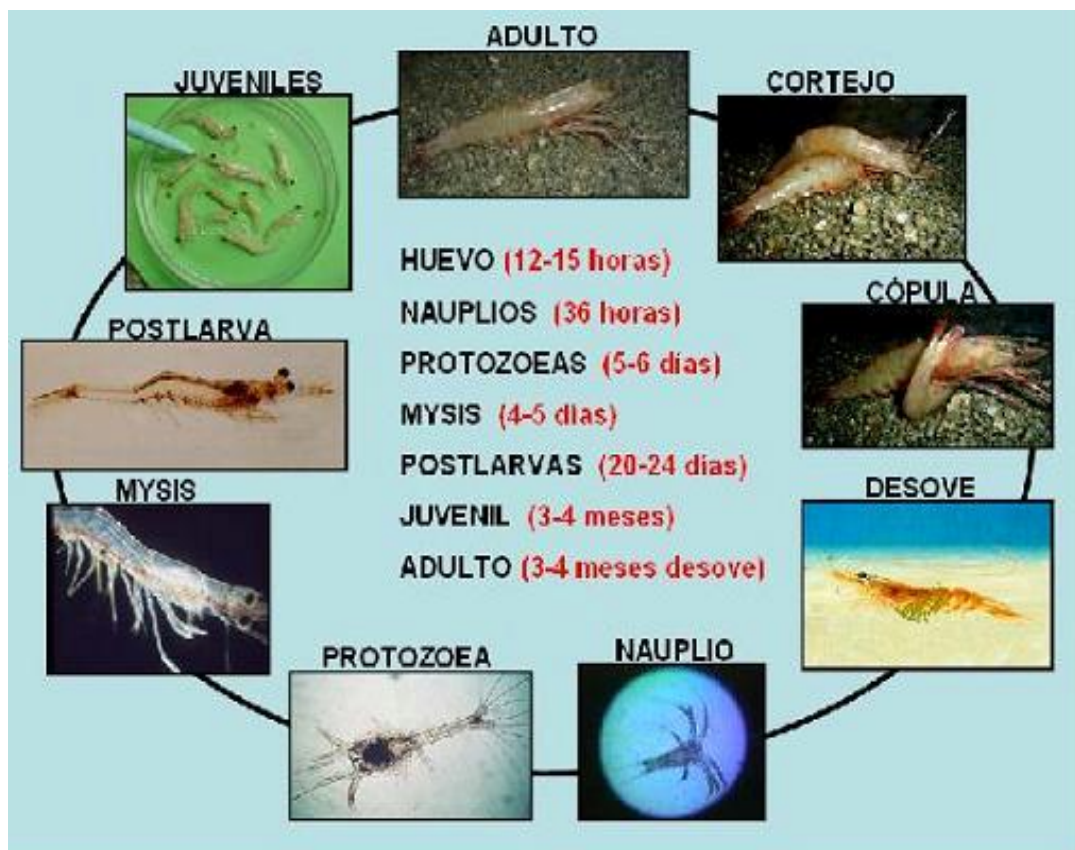 ADULTO
JUVENILES
CORTEJO
HUEVO (12-15 horas)
NAUPLIOS (36 horas)
CÓPULA
POSTLARVA
PROTOZOEAS (5-6 días)
MYSIS (4-5 dias)
POSTLARVAS (20-24 días)
MYSIS
DESOVE
JUVENIL (3-4 meses)
ADULTO (3-4 meses desove)
PROTOZOEA
NAUPLIO